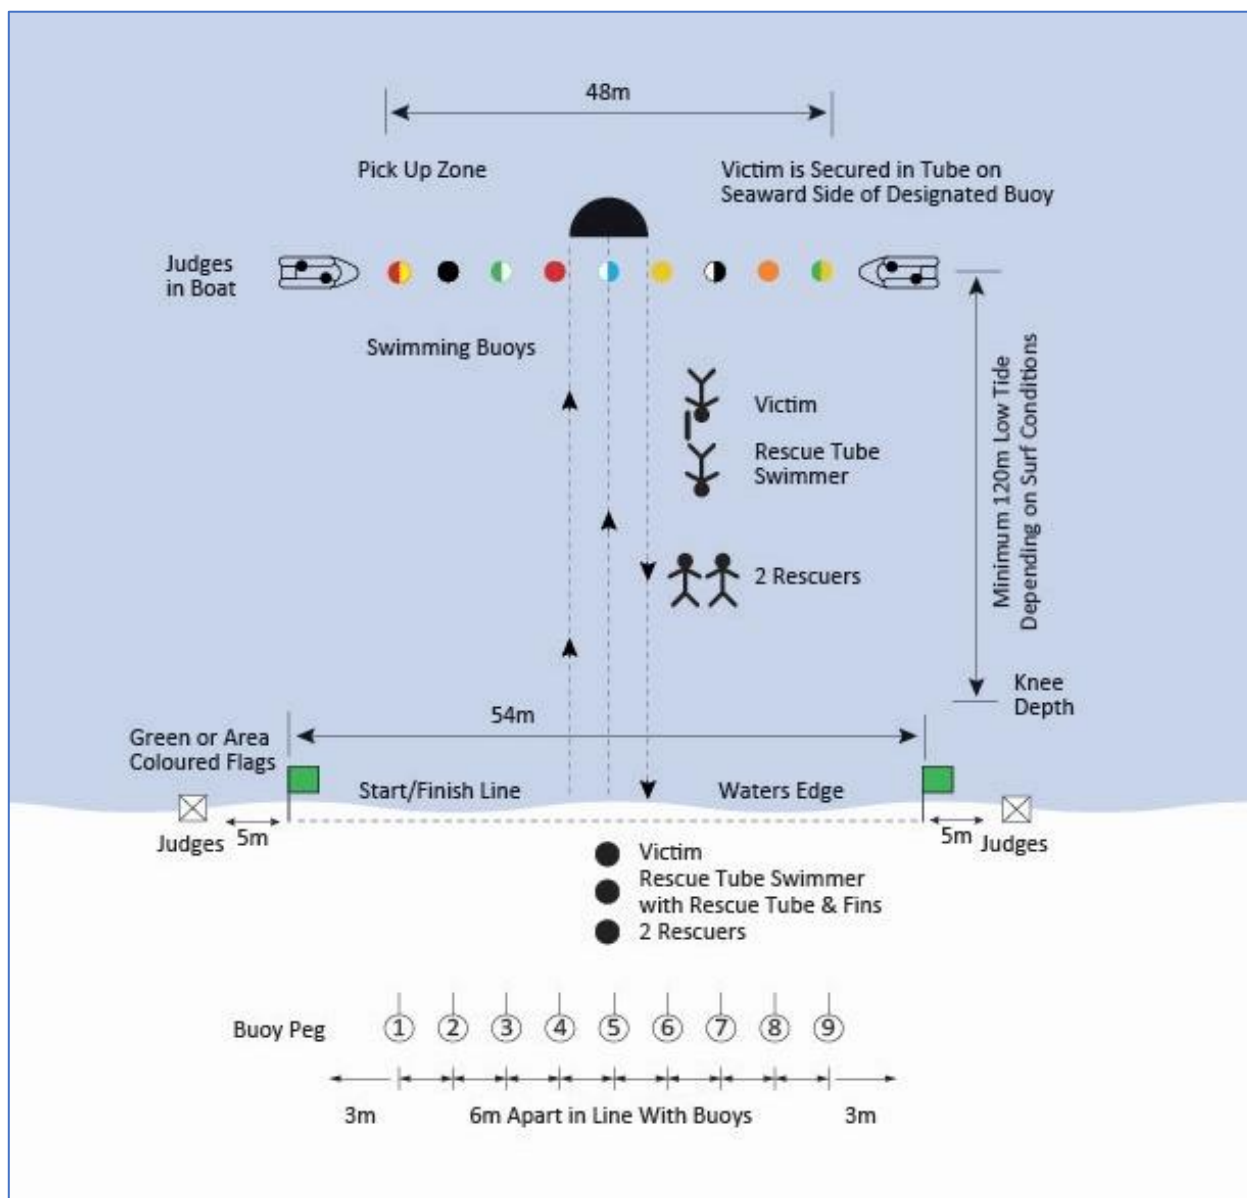 48m
Pick Up Zone
Victim is Secured in Tube on
Seaward Side of Designated Buoy
Judges
in Boat
Swimming Buoys
Victim
Rescue Tube
Swimmer
2 Rescuers
Minimum 120m Low Tide
Depending on Surf Conditions
Knee
Depth
54m
Green or Area
Coloured Flags
Start/Finish Line
Waters Edge
Judges
5m
5m
Judges
Victim
Rescue Tube Swimmer
with Rescue Tube & Fins
2 Rescuers
Buoy Peg
1 2 3 4 5 6 7 8 9
3m
6m Apart in Line With Buoys
3m